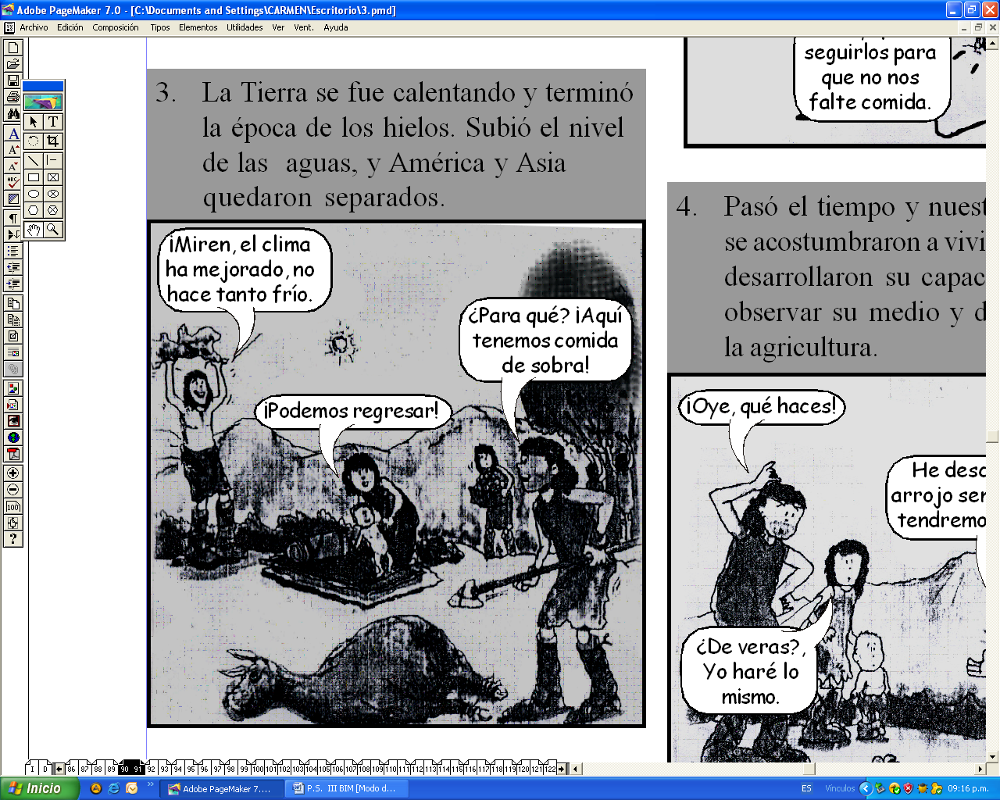 Adobe PageMaker 7.0 - [C:\Documents and Settings\CARMEN\Escritorio\3.pmd]
Archivo Edición Composición Tipos Elementos Utilidades Ver Vent. Ayuda
3. La Tierra se fue calentando y terminó
la época de los hielos. Subió el nivel
de las aguas, y América y Asia
quedaron separados.
¡Miren, el clima
ha mejorado, no
hace tanto frío.
¿Para qué? ¡Aquí
tenemos comida
de sobra!
¡Podemos regresar!
seguirlos para
que no nos
falte comida.
4. Pasó el tiempo y nuest
se acostumbraron a vivi
desarrollaron su capac
observar su medio y d
la agricultura.
¡Oye, qué haces!
He desc
arrojo sem
tendremo
¿De veras?,
Yo haré lo
mismo.
I D 86 87 88 89 90 91 92 93 94 95 96 97 98 99 100 101 102 103 104 105 106 107 108 109 110 111 112 113 114 115 116 117 118 119 120 121 122
Inicio Adobe PageMaker 7.... P.S. III BIM [Modo d... ES Vínculos 09:16 p.m.